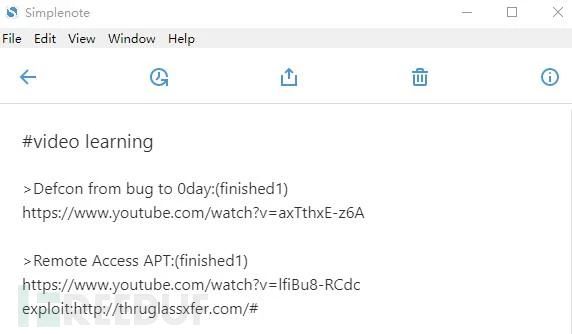 Simplenote
File Edit View Window Help
#video learning
>Defcon from bug to 0day:(finished1)
https://www.youtube.com/watch?v=axTthxE-z6A
>Remote Access APT:(finished1)
https://www.youtube.com/watch?v=lfiBu8-RCdc
exploit:http://thruglassxfer.com/#